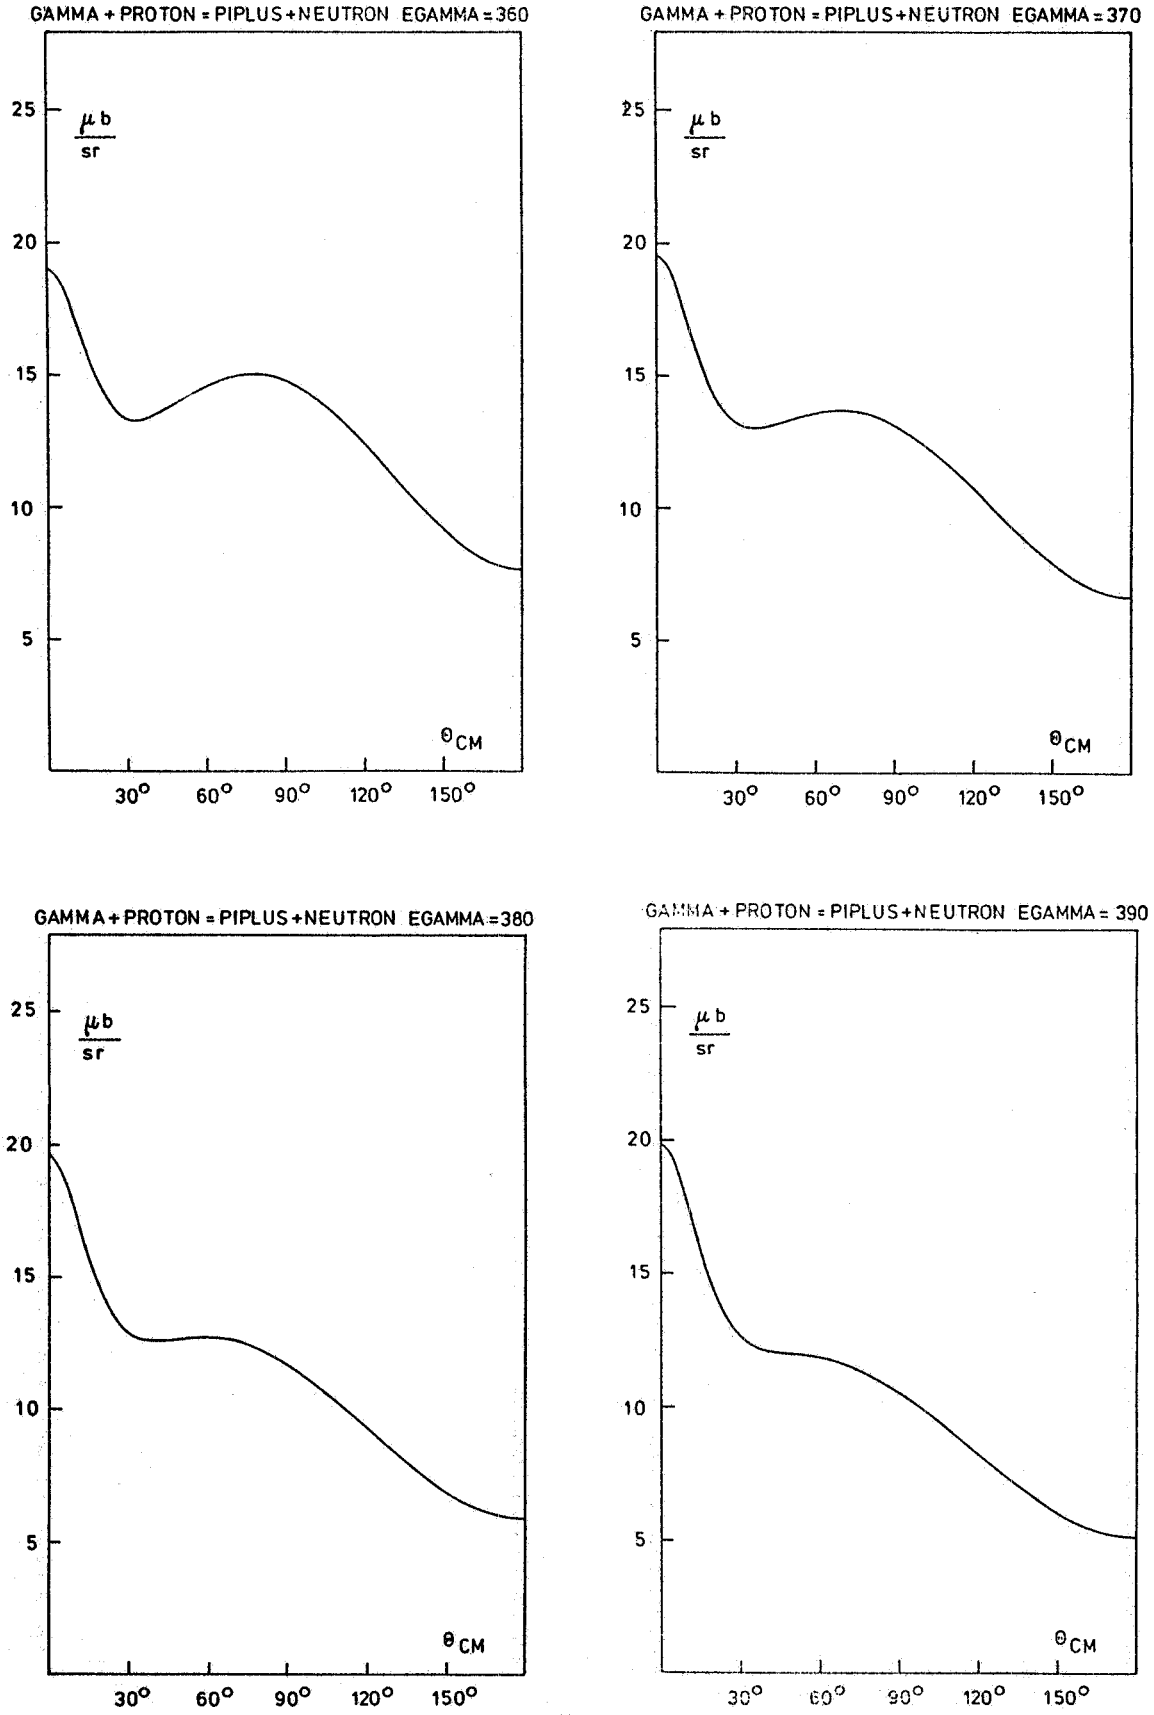 GAMMA + PROTON = PIPLUS+NEUTRON EGAMMA=360
25
μb
sr
20
15
10
5
θCM
30° 60° 90° 120° 150°
GAMMA + PROTON = PIPLUS+NEUTRON EGAMMA=370
25
μb
sr
20
15
10
5
θCM
30° 60° 90° 120° 150°
GAMMA + PROTON = PIPLUS+NEUTRON EGAMMA=380
25
μb
sr
20
15
10
5
θCM
30° 60° 90° 120° 150°
GAMMA + PROTON = PIPLUS+NEUTRON EGAMMA= 390
25
μb
sr
20
15
10
5
θCM
30° 60° 90° 120° 150°